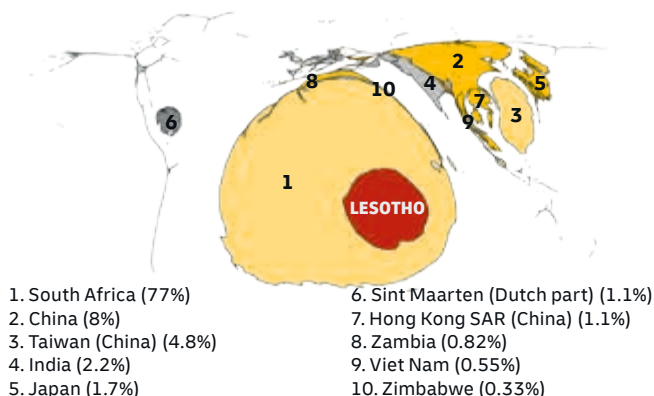 2
8
4
5
10
7
3
6
9
1
LESOTHO
1. South Africa (77%)
2. China (8%)
3. Taiwan (China) (4.8%)
4. India (2.2%)
5. Japan (1.7%)
6. Sint Maarten (Dutch part) (1.1%)
7. Hong Kong SAR (China) (1.1%)
8. Zambia (0.82%)
9. Viet Nam (0.55%)
10. Zimbabwe (0.33%)